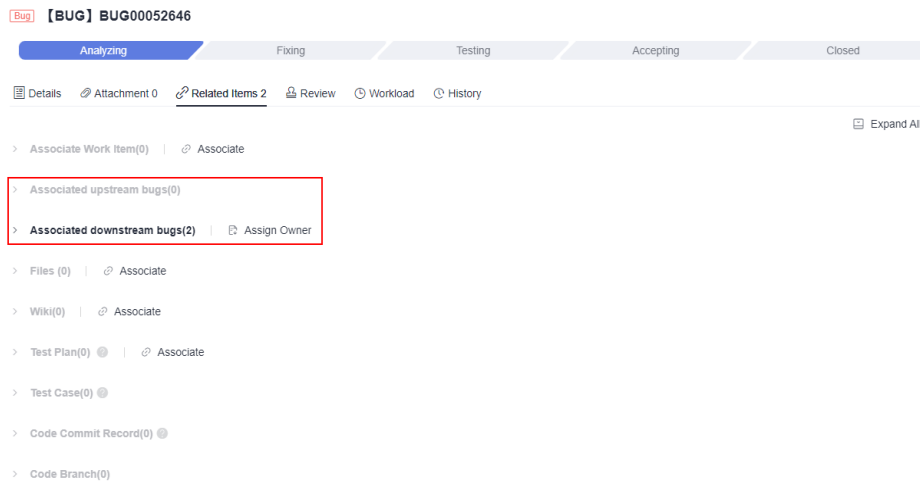 Bug 【BUG】BUG00052646
Analyzing Fixing Testing Accepting Closed
Details Attachment 0 Related Items 2 Review Workload History
Expand All
Associate Work Item(0) Associate
Associated upstream bugs(0)
Associated downstream bugs(2) Assign Owner
Files (0) Associate
Wiki(0) Associate
Test Plan(0) ? Associate
Test Case(0) ?
Code Commit Record(0) ?
Code Branch(0)